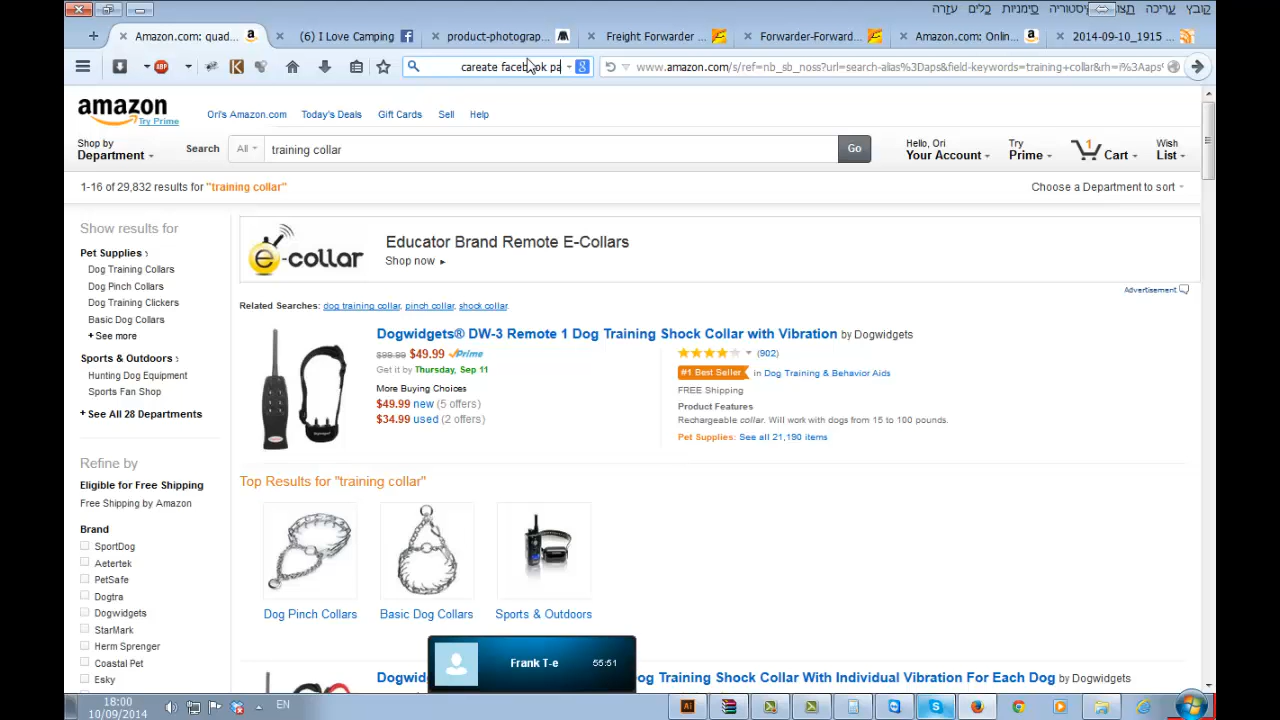 קובץ עריכה תצו יסטוריה סימניות כלים עזרה
Amazon.com: quad...
(6) I Love Camping
product-photograp...
Freight Forwarder ...
Forwarder-Forward...
Amazon.com: Onli...
2014-09-10_1915 ...
careate facebook pa
www.amazon.com/s/ref=nb_sb_noss?url=search-alias%3Daps&field-keywords=training+collar&rh=i%3Aaps%
amazon
Try Prime
Ori's Amazon.com
Today's Deals
Gift Cards
Sell
Help
Shop by
Department
Search
All
training collar
Go
Hello, Ori
Your Account
Try
Prime
1
Cart
Wish
List
1-16 of 29,832 results for "training collar"
Choose a Department to sort
Show results for
Pet Supplies
Dog Training Collars
Dog Pinch Collars
Dog Training Clickers
Basic Dog Collars
+ See more
Sports & Outdoors
Hunting Dog Equipment
Sports Fan Shop
+ See All 28 Departments
Refine by
Eligible for Free Shipping
Free Shipping by Amazon
Brand
SportDog
Aetertek
PetSafe
Dogtra
Dogwidgets
StarMark
Herm Sprenger
Coastal Pet
Esky
e-collar
Educator Brand Remote E-Collars
Shop now
Advertisement
Related Searches: dog training collar, pinch collar, shock collar.
Dogwidgets® DW-3 Remote 1 Dog Training Shock Collar with Vibration by Dogwidgets
$99.99 $49.99 Prime
Get it by Thursday, Sep 11
More Buying Choices
$49.99 new (5 offers)
$34.99 used (2 offers)
(902)
#1 Best Seller in Dog Training & Behavior Aids
FREE Shipping
Product Features
Rechargeable collar. Will work with dogs from 15 to 100 pounds.
Pet Supplies: See all 21,190 items
Top Results for "training collar"
Dog Pinch Collars
Basic Dog Collars
Sports & Outdoors
Frank T-e
55:51
Dogwid
og Training Shock Collar With Individual Vibration For Each Dog by Dogwidgets
18:00
10/09/2014
EN